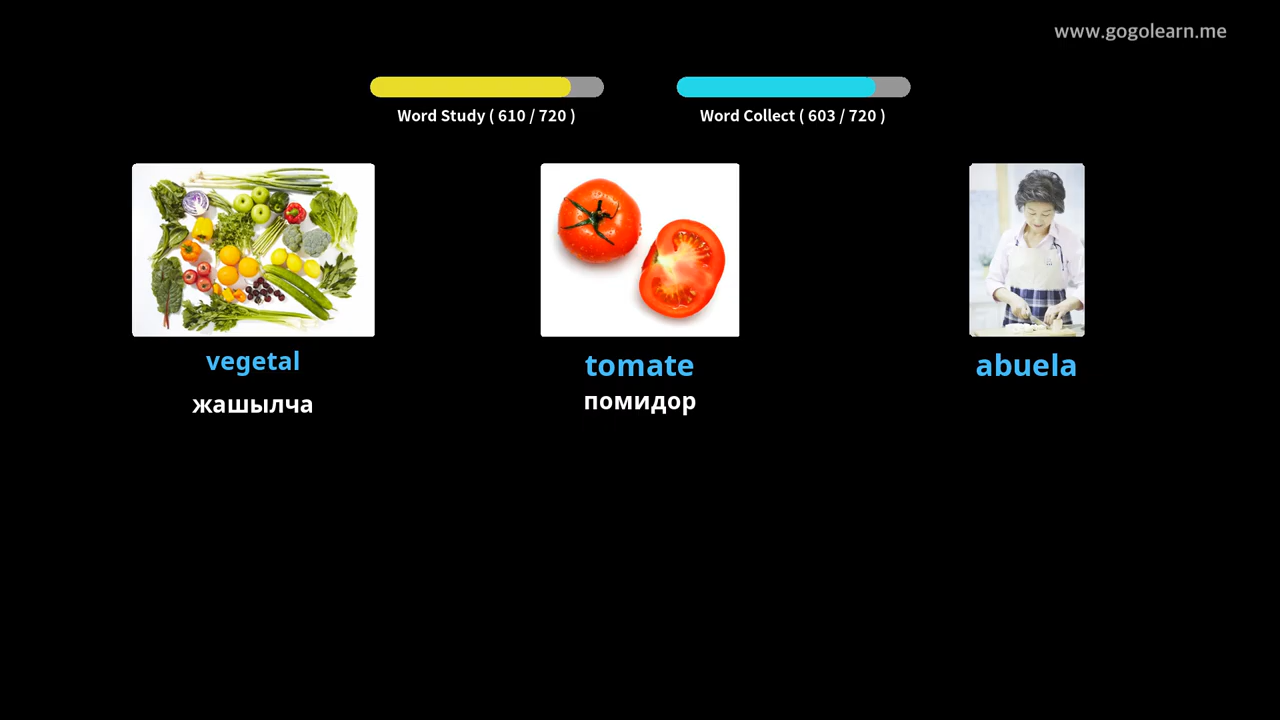 www.gogolearn.me
Word Study ( 610 / 720 )
Word Collect ( 603 / 720 )
vegetal
жашылча
tomate
помидор
abuela